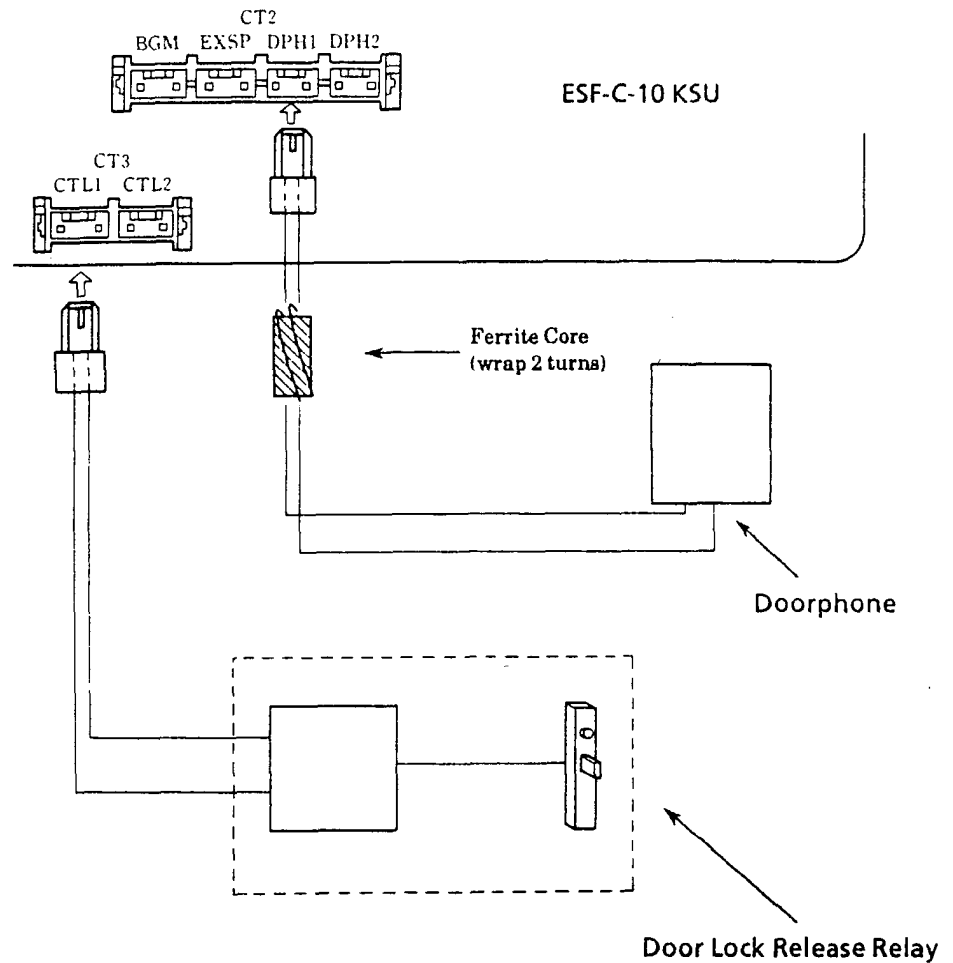 CT2
BGM EXSP DPH1 DPH2
ESF-C-10 KSU
CT3
CTL1 CTL2
Ferrite Core
(wrap 2 turns)
Doorphone
Door Lock Release Relay